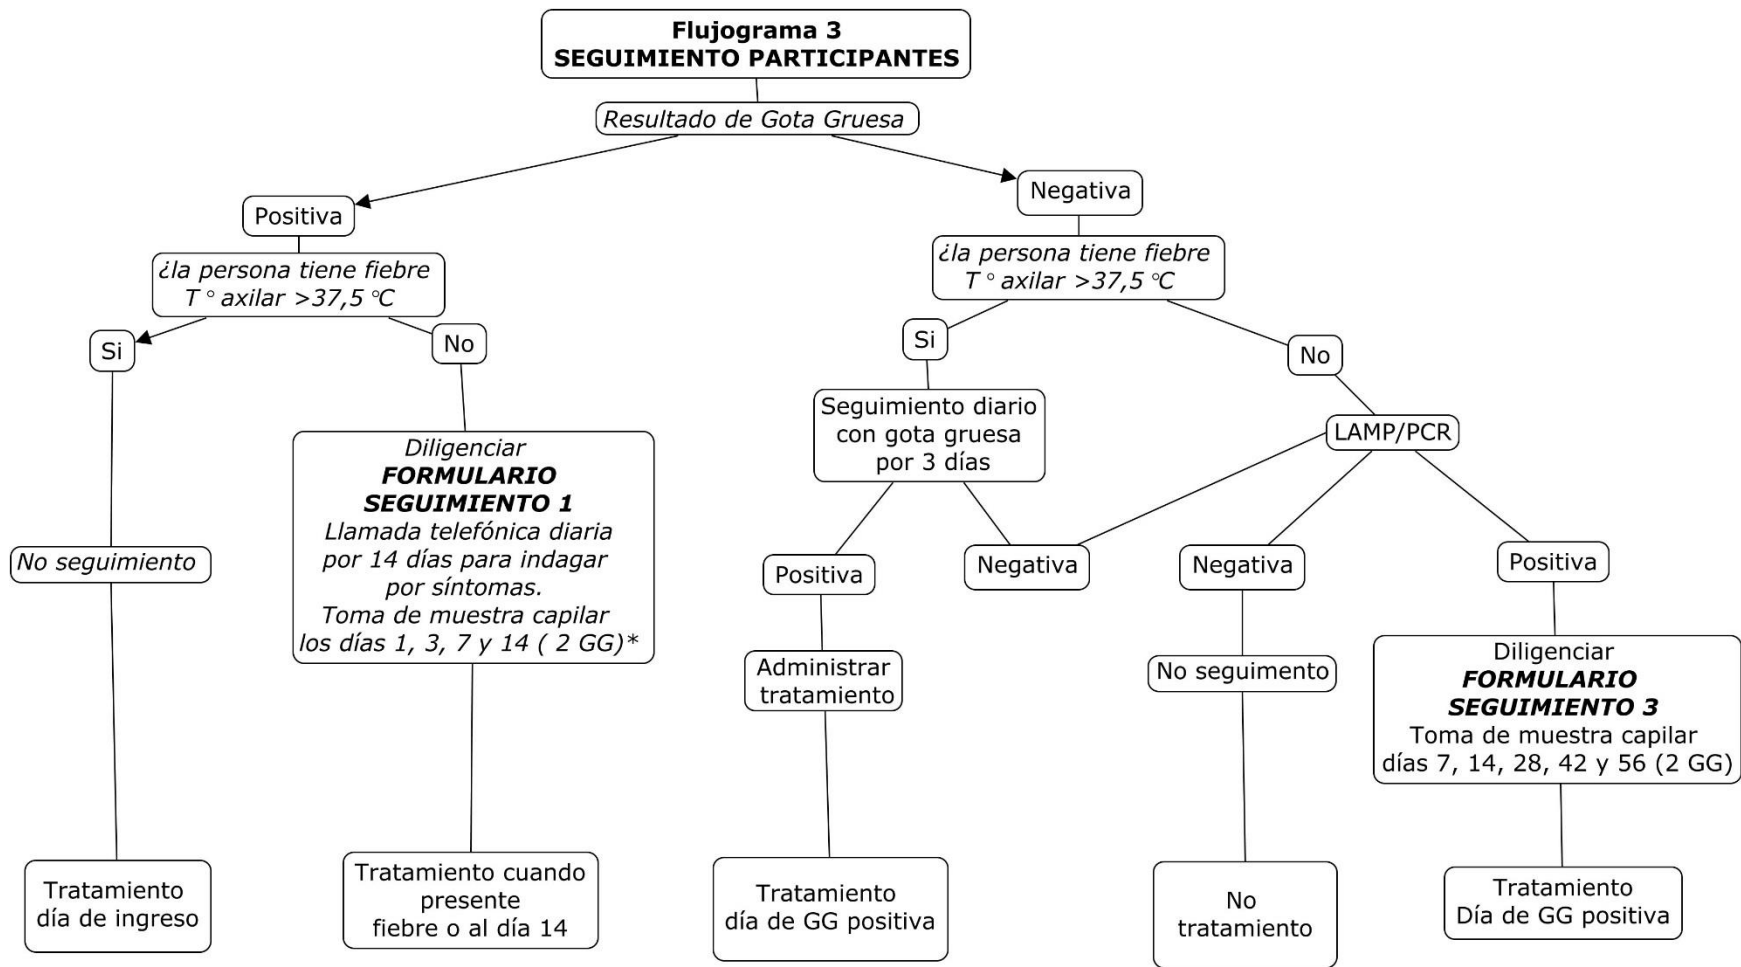 Flujograma 3
SEGUIMIENTO PARTICIPANTES
Resultado de Gota Gruesa
Positiva
Negativa
¿la persona tiene fiebre
T ° axilar >37,5 °C
¿la persona tiene fiebre
T ° axilar >37,5 °C
Si
No
Si
No
Diligenciar
FORMULARIO
SEGUIMIENTO 1
Llamada telefónica diaria
por 14 días para indagar
por síntomas.
Toma de muestra capilar
los días 1, 3, 7 y 14 ( 2 GG)*
Seguimiento diario
con gota gruesa
por 3 días
LAMP/PCR
No seguimiento
Positiva
Negativa
Negativa
Positiva
Administrar
tratamiento
No seguimento
Diligenciar
FORMULARIO
SEGUIMIENTO 3
Toma de muestra capilar
días 7, 14, 28, 42 y 56 (2 GG)
Tratamiento
día de ingreso
Tratamiento cuando
presente
fiebre o al día 14
Tratamiento
día de GG positiva
No
tratamiento
Tratamiento
Día de GG positiva